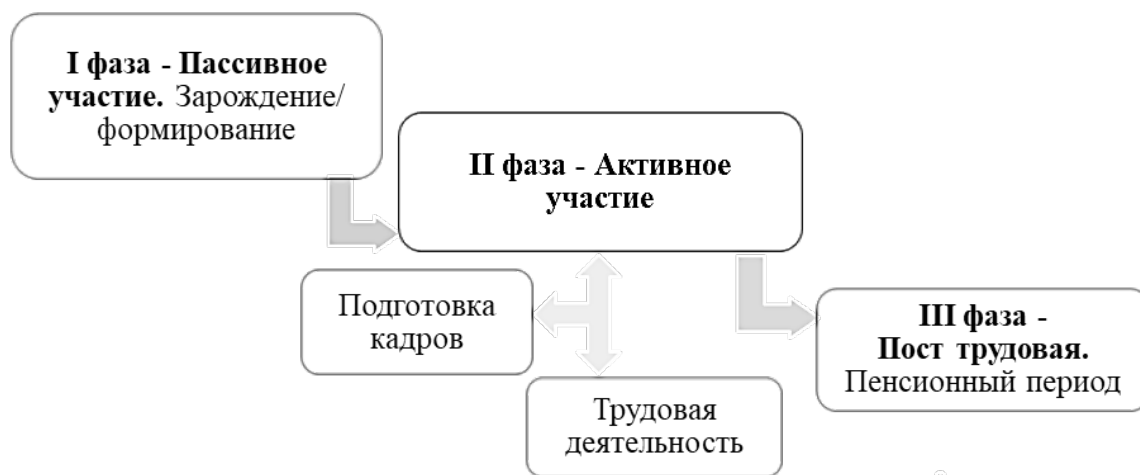 I фаза - Пассивное
участие. Зарождение/
формирование
II фаза - Активное
участие
Подготовка
кадров
Трудовая
деятельность
III фаза -
Пост трудовая.
Пенсионный период